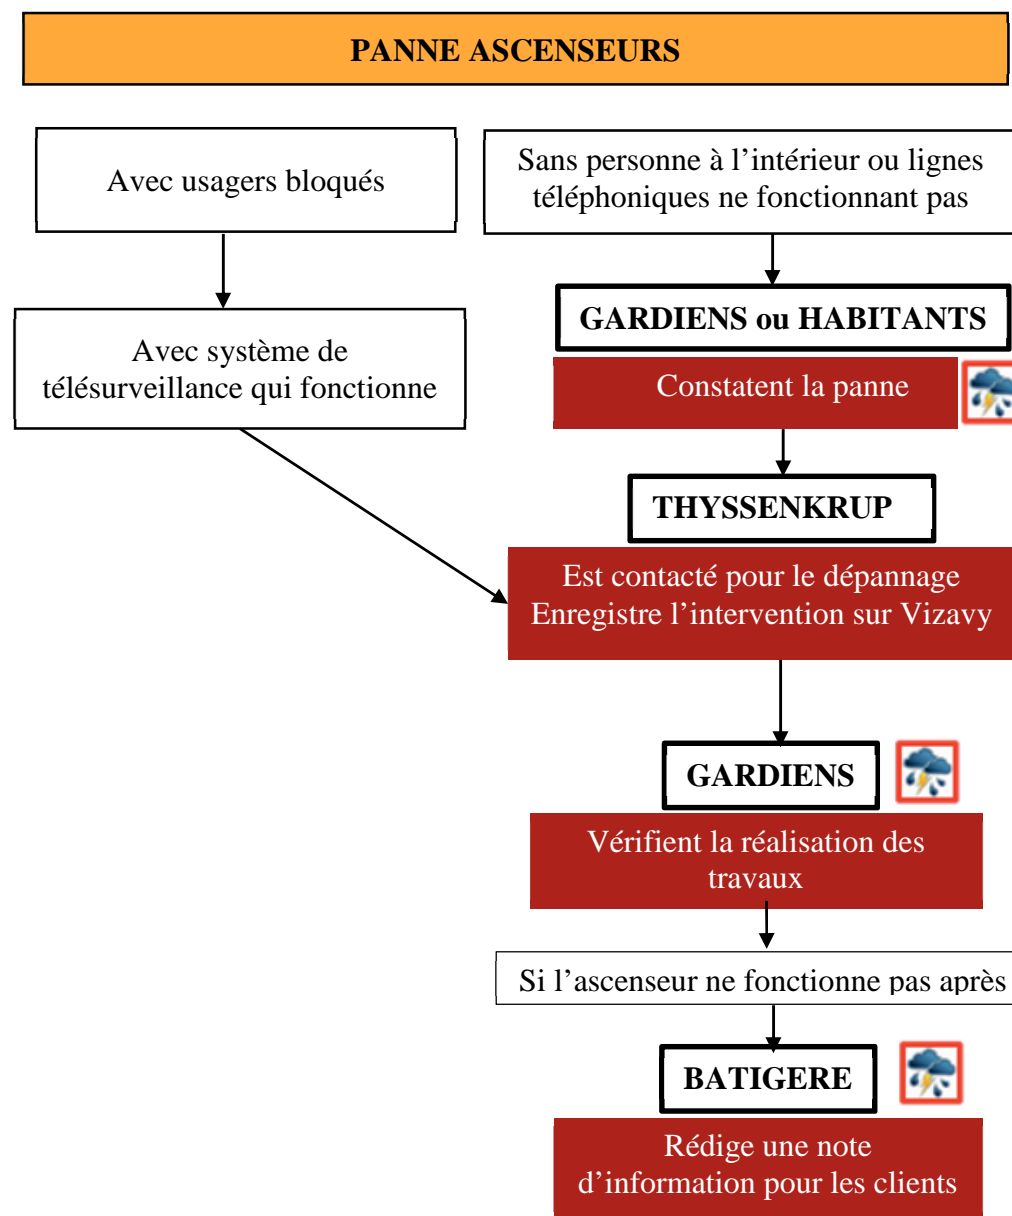 PANNE ASCENSEURS
Avec usagers bloqués
Sans personne à l’intérieur ou lignes
téléphoniques ne fonctionnant pas
Avec système de
télésurveillance qui fonctionne
GARDIENS ou HABITANTS
Constatent la panne
THYSSENKRUP
Est contacté pour le dépannage
Enregistre l’intervention sur Vizavy
GARDIENS
Vérifient la réalisation des
travaux
Si l’ascenseur ne fonctionne pas après
BATIGERE
Rédige une note
d’information pour les clients